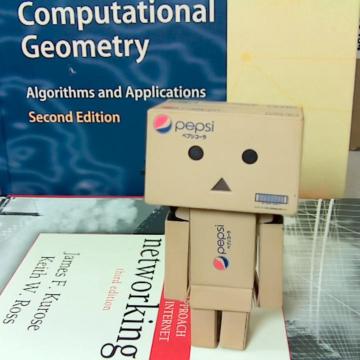 Computational
Geometry
Algorithms and Applications
Second Edition
pepsi
ペプシコーラ
pepsi
networking
third edition
James F. Kurose
Keith W. Ross
PROACH
INTERNET